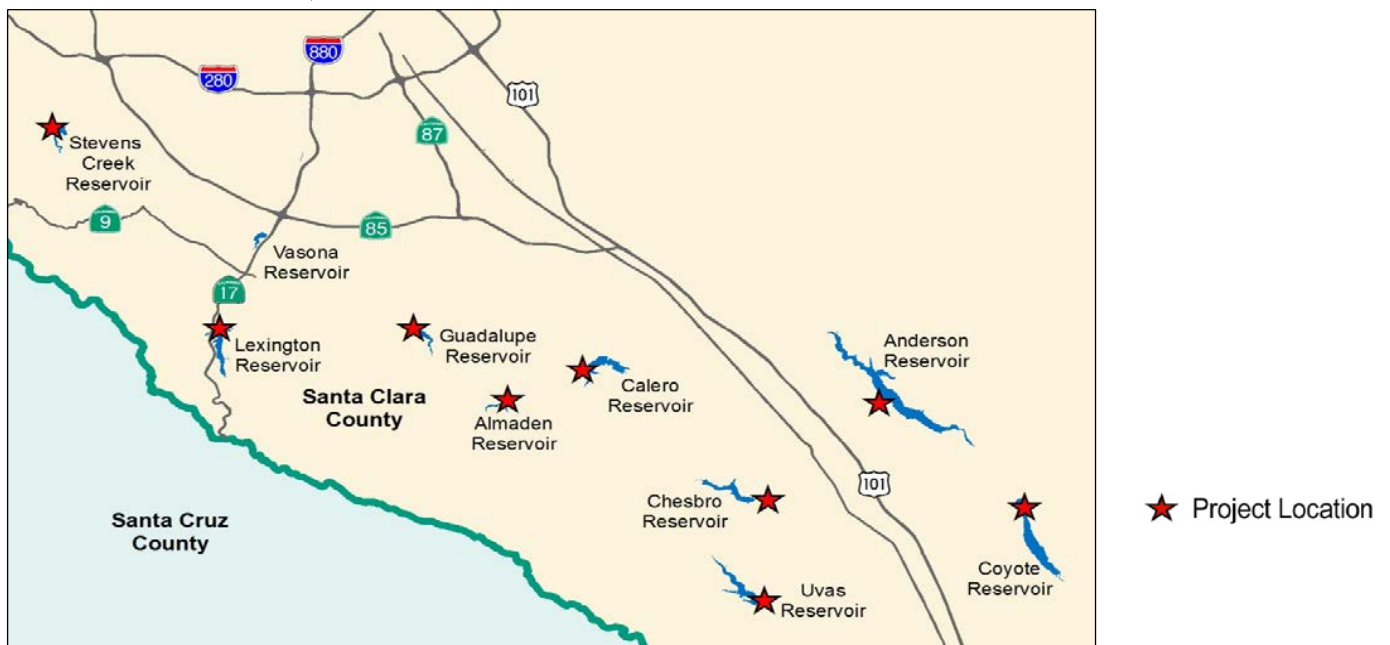 880
280
101
87
Stevens
Creek
Reservoir
9
85
Vasona
Reservoir
17
Lexington
Reservoir
Guadalupe
Reservoir
Anderson
Reservoir
Calero
Reservoir
Santa Clara
County
Almaden
Reservoir
101
Chesbro
Reservoir
Project Location
Santa Cruz
County
Coyote
Reservoir
Uvas
Reservoir